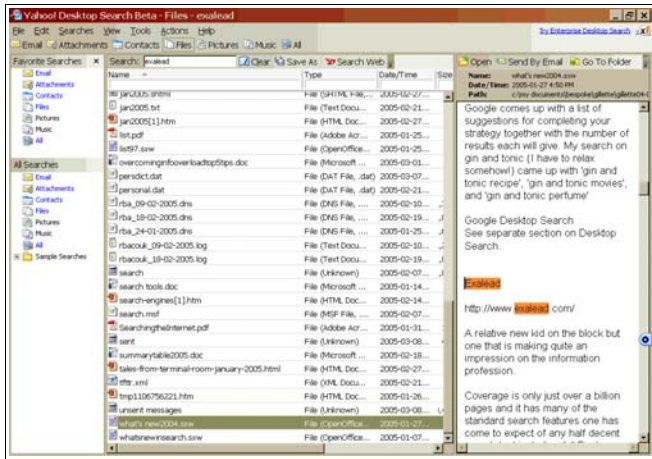 Yahoo! Desktop Search Beta - Files - exalead
File Edit Searches View Tools Actions Help
Try Enterprise Desktop Search
Email Attachments Contacts Files Pictures Music All
Favorite Searches
Email
Attachments
Contacts
Files
Pictures
Music
All
All Searches
Email
Attachments
Contacts
Files
Pictures
Music
All
Sample Searches
Search: exalead Clear Save As Search Web
Name Type Date/Time Size
jan2005.shtml File (SHTML File,... 2005-02-27...
jan2005.txt File (Text Docu... 2005-02-21...
jan2005[1].htm File (HTML Doc... 2005-02-27...
list.pdf File (Adobe Acr... 2005-01-25...
list97.sxw File (OpenOffice... 2005-01-25...
overcominginfooverloadtop5tips.doc File (Microsoft ... 2005-03-01...
persdict.dat File (DAT File, .dat) 2005-03-07...
personal.dat File (DAT File, .dat) 2005-02-21...
rba_09-02-2005.dns File (DNS File, .... 2005-02-10...
rba_18-02-2005.dns File (DNS File, .... 2005-02-19...
rba_24-01-2005.dns File (DNS File, .... 2005-01-25...
rbacouk_09-02-2005.log File (Text Docu... 2005-02-10...
rbacouk_18-02-2005.log File (Text Docu... 2005-02-19...
search File (Unknown) 2005-02-07...
search tools.doc File (Microsoft ... 2005-01-14...
search-engines[1].htm File (HTML Doc... 2005-02-14...
search.msf File (MSF File, .... 2005-02-07...
SearchingtheInternet.pdf File (Adobe Acr... 2005-01-31...
sent File (Unknown) 2005-03-08...
summarytable2005.doc File (Microsoft ... 2005-02-18...
tales-from-terminal-room-january-2005.html File (HTML Doc... 2005-02-27...
tfttr.xml File (XML Docu... 2005-02-21...
tmp1106756221.htm File (HTML Doc... 2005-01-26...
unsent messages File (Unknown) 2005-03-08...
what's new2004.sxw File (OpenOffice... 2005-01-27...
whatsnewinsearch.sxw File (OpenOffice... 2005-01-07...
Open Send By Email Go To Folder
Name: what's new2004.sxw
Date/Time: 2005-01-27 4:50 PM
Path: c:\my documents\bespoke\gillette\gillette04-0
Google comes up with a list of
suggestions for completing your
strategy together with the number of
results each will give. My search on
gin and tonic (I have to relax
somehow!) came up with 'gin and
tonic recipe', 'gin and tonic movies',
and 'gin and tonic perfume'
Google Desktop Search
See separate section on Desktop
Search.
Exalead
http://www.exalead.com/
A relative new kid on the block but
one that is making quite an
impression on the information
profession.
Coverage is only just over a billion
pages and it has many of the
standard search features one has
come to expect of any half decent